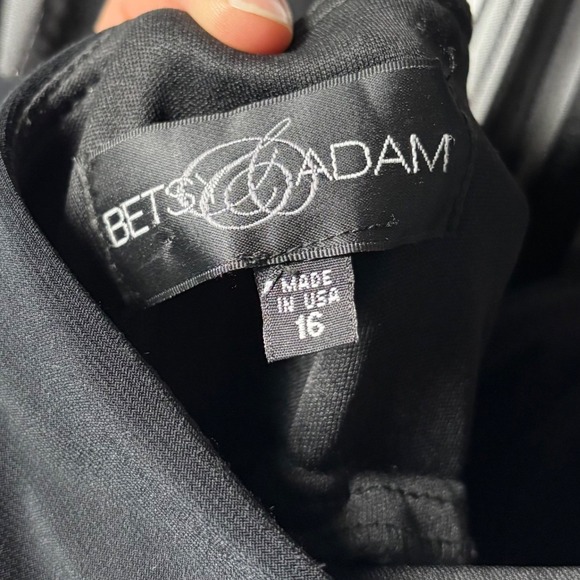 BETSY & ADAM
MADE
IN USA
16